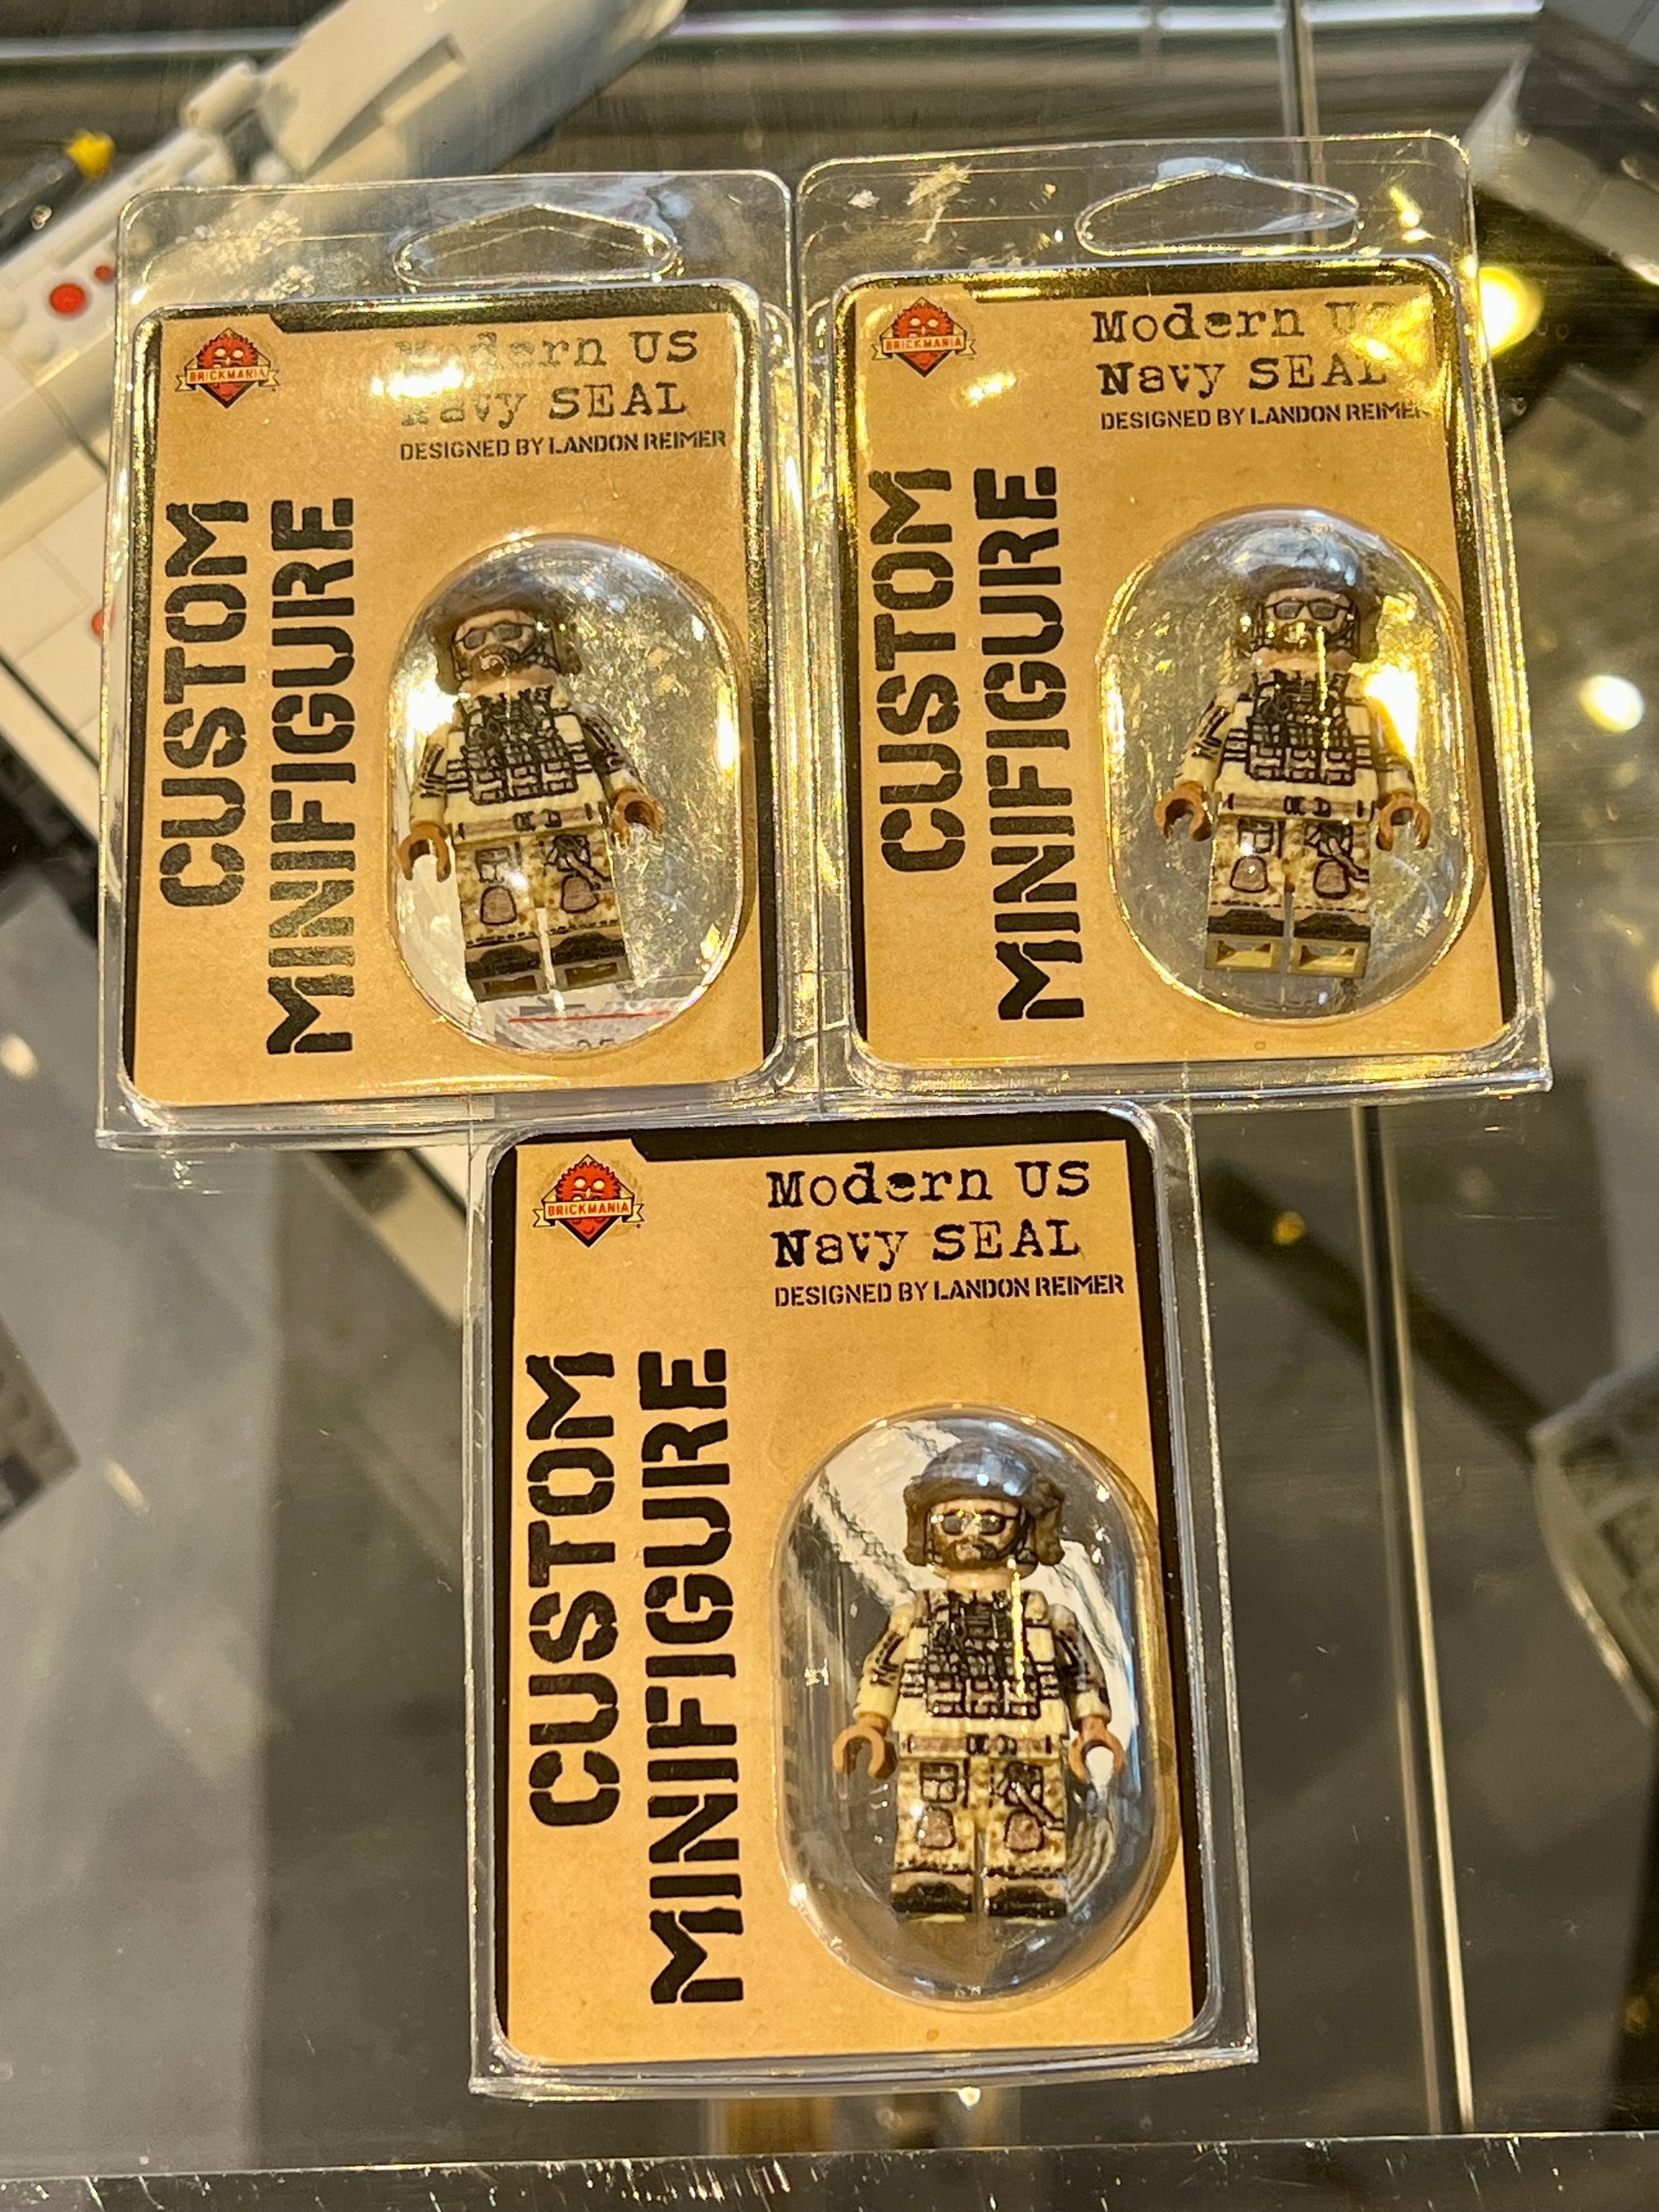 BRICKMANIA
Modern US
Navy SEAL
DESIGNED BY LANDON REIMER
CUSTOM
MINIFIGURE
BRICKMANIA
Modern US
Navy SEAL
DESIGNED BY LANDON REIMER
CUSTOM
MINIFIGURE
BRICKMANIA
Modern US
Navy SEAL
DESIGNED BY LANDON REIMER
CUSTOM
MINIFIGURE